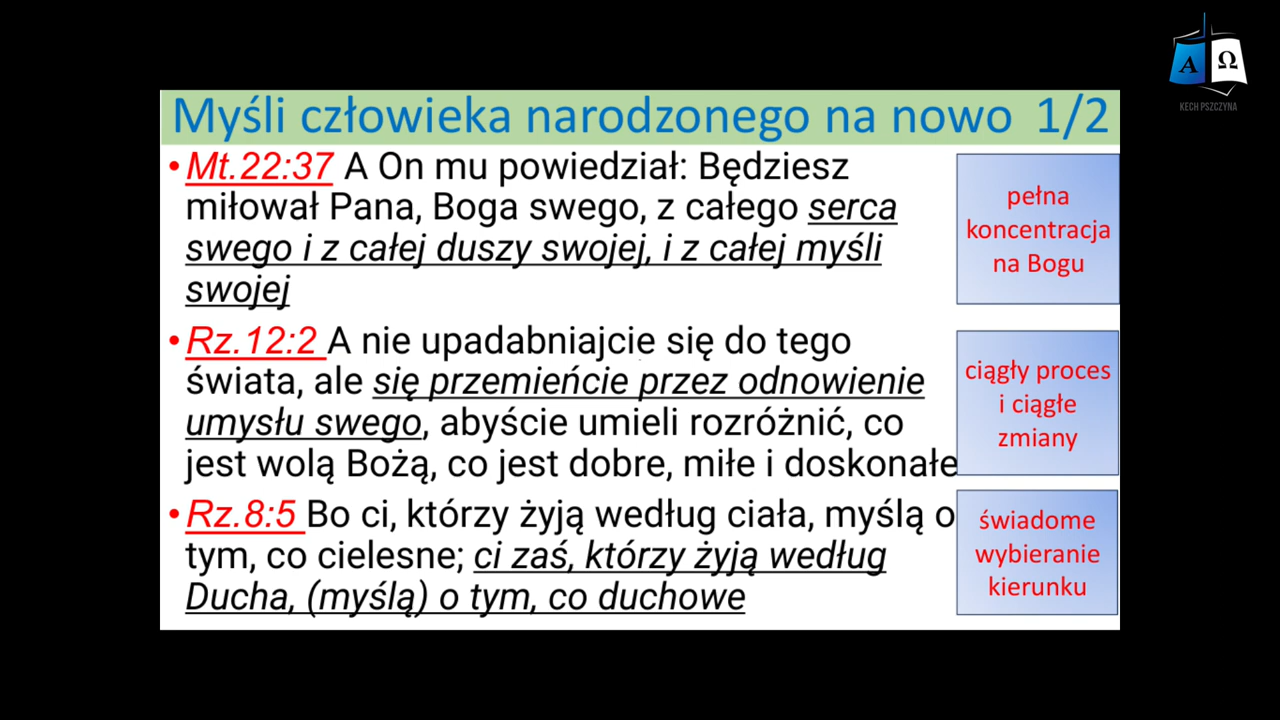 Α Ω
KECH PSZCZYNA
Myśli człowieka narodzonego na nowo 1/2
•Mt.22:37 A On mu powiedział: Będziesz
miłował Pana, Boga swego, z całego serca
swego i z całej duszy swojej, i z całej myśli
swojej
pełna
koncentracja
na Bogu
•Rz.12:2 A nie upadabniajcie się do tego
świata, ale się przemieńcie przez odnowienie
umysłu swego, abyście umieli rozróżnić, co
jest wolą Bożą, co jest dobre, miłe i doskonałe
ciągły proces
i ciągłe
zmiany
•Rz.8:5 Bo ci, którzy żyją według ciała, myślą o
tym, co cielesne; ci zaś, którzy żyją według
Ducha, (myślą) o tym, co duchowe
świadome
wybieranie
kierunku